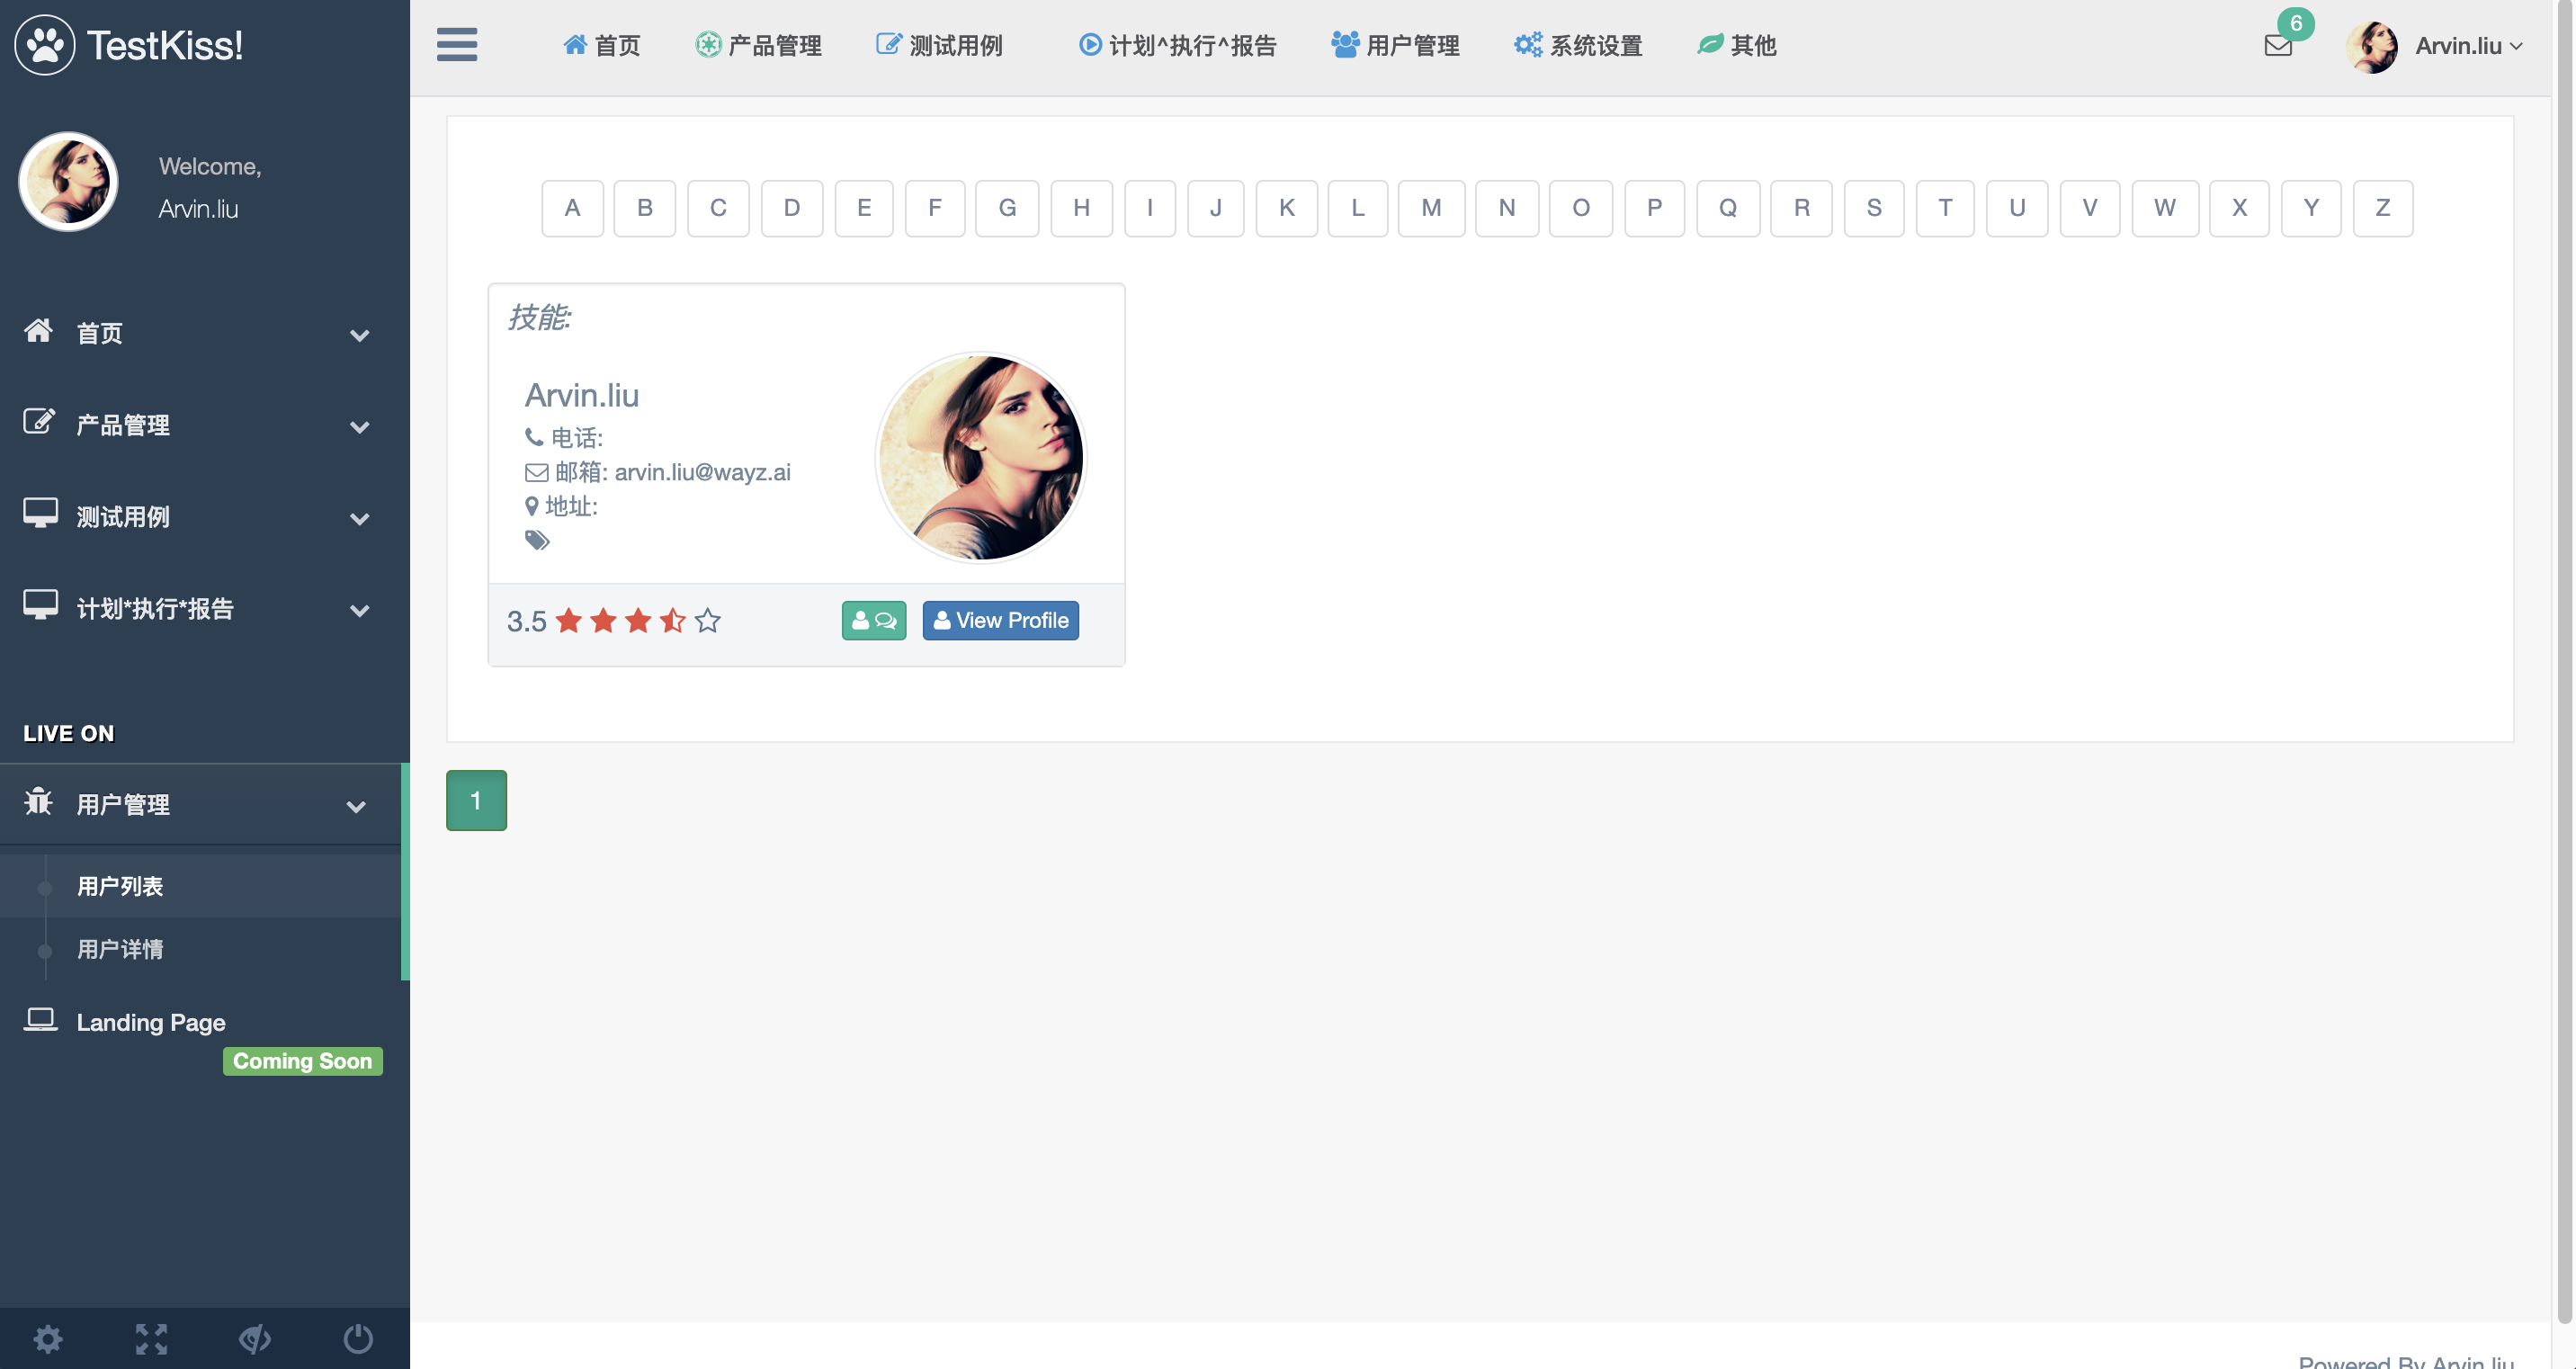 TestKiss!
Welcome,
Arvin.liu
首页
产品管理
测试用例
计划*执行*报告
LIVE ON
用户管理
用户列表
用户详情
Landing Page
Coming Soon
首页 产品管理 测试用例 计划^执行^报告 用户管理 系统设置 其他
6
Arvin.liu
A B C D E F G H I J K L M N O P Q R S T U V W X Y Z
技能:
Arvin.liu
电话:
邮箱: arvin.liu@wayz.ai
地址:
3.5
View Profile
1
Powered By Arvin.liu